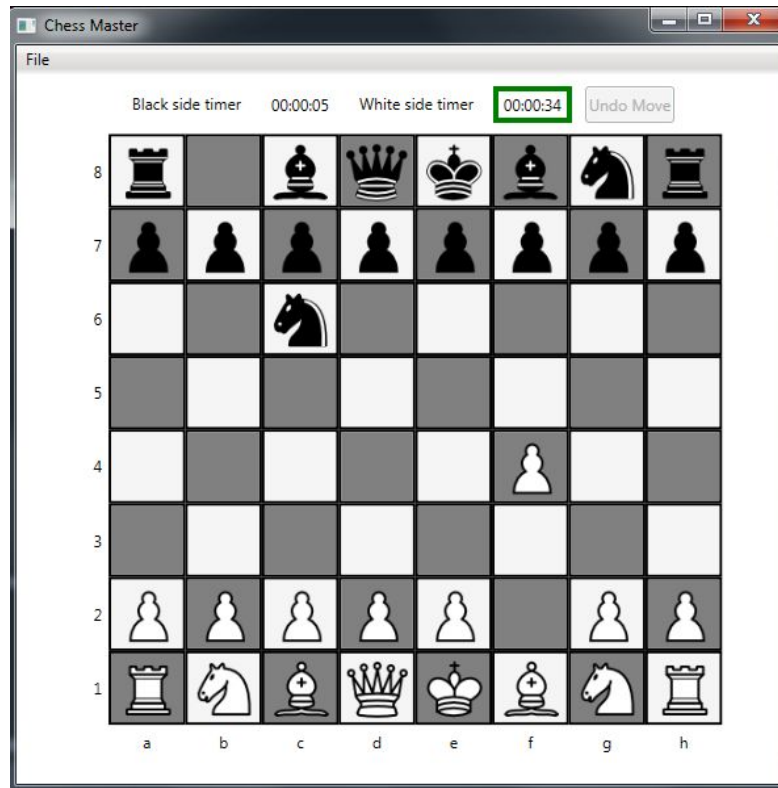 Chess Master
File
Black side timer 00:00:05 White side timer 00:00:34 Undo Move
8
7
6
5
4
3
2
1
a b c d e f g h